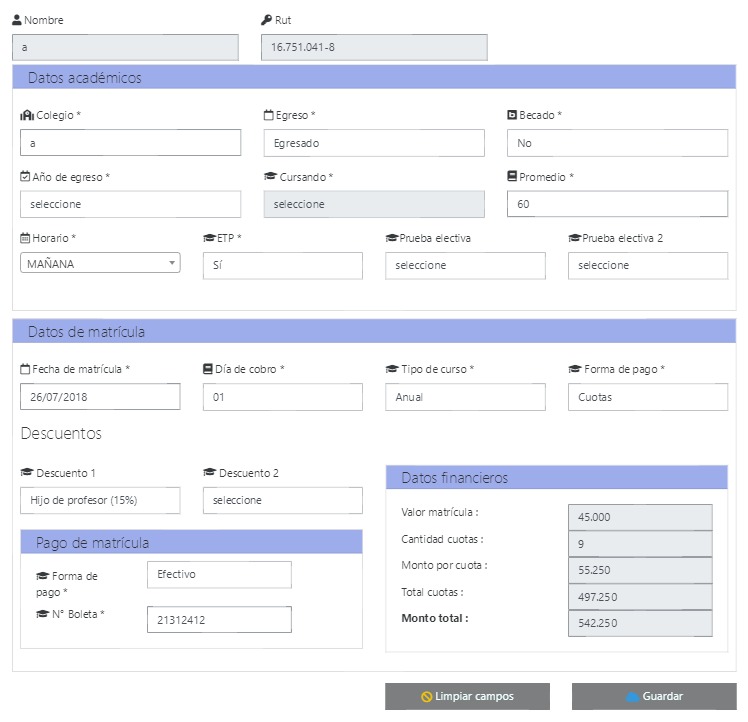 Nombre Rut
a 16.751.041-8
Datos académicos
Colegio * Egreso * Becado *
a Egresado No
Año de egreso * Cursando * Promedio *
seleccione seleccione 60
Horario * ETP * Prueba electiva Prueba electiva 2
MAÑANA Sí seleccione seleccione
Datos de matrícula
Fecha de matrícula * Día de cobro * Tipo de curso * Forma de pago *
26/07/2018 01 Anual Cuotas
Descuentos
Descuento 1 Descuento 2
Hijo de profesor (15%) seleccione
Pago de matrícula
Forma de pago * Efectivo
N° Boleta * 21312412
Datos financieros
Valor matrícula : 45.000
Cantidad cuotas : 9
Monto por cuota : 55.250
Total cuotas : 497.250
Monto total : 542.250
Limpiar campos Guardar